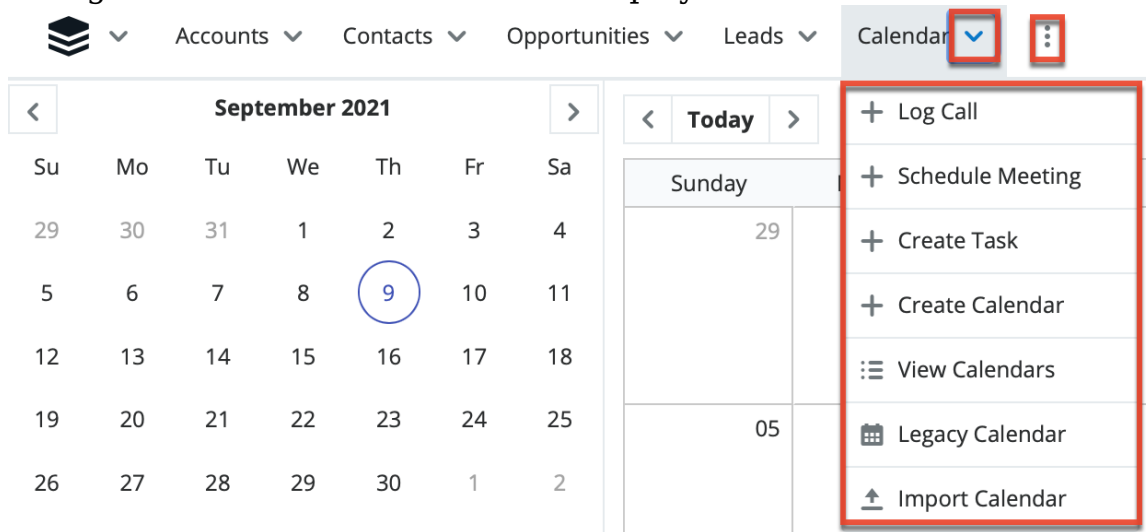 Accounts Contacts Opportunities Leads Calendar
September 2021
Su Mo Tu We Th Fr Sa
29 30 31 1 2 3 4
5 6 7 8 9 10 11
12 13 14 15 16 17 18
19 20 21 22 23 24 25
26 27 28 29 30 1 2
Today
Sunday
29
05
Log Call
Schedule Meeting
Create Task
Create Calendar
View Calendars
Legacy Calendar
Import Calendar